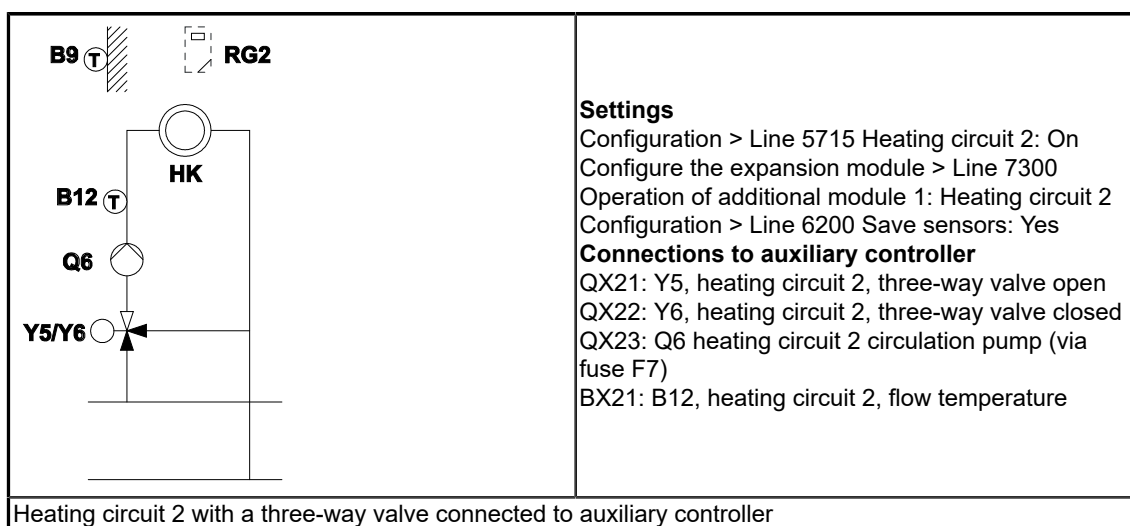 B9
T
RG2
HK
B12
T
Q6
Y5/Y6
Settings
Configuration > Line 5715 Heating circuit 2: On
Configure the expansion module > Line 7300
Operation of additional module 1: Heating circuit 2
Configuration > Line 6200 Save sensors: Yes
Connections to auxiliary controller
QX21: Y5, heating circuit 2, three-way valve open
QX22: Y6, heating circuit 2, three-way valve closed
QX23: Q6 heating circuit 2 circulation pump (via
fuse F7)
BX21: B12, heating circuit 2, flow temperature
Heating circuit 2 with a three-way valve connected to auxiliary controller